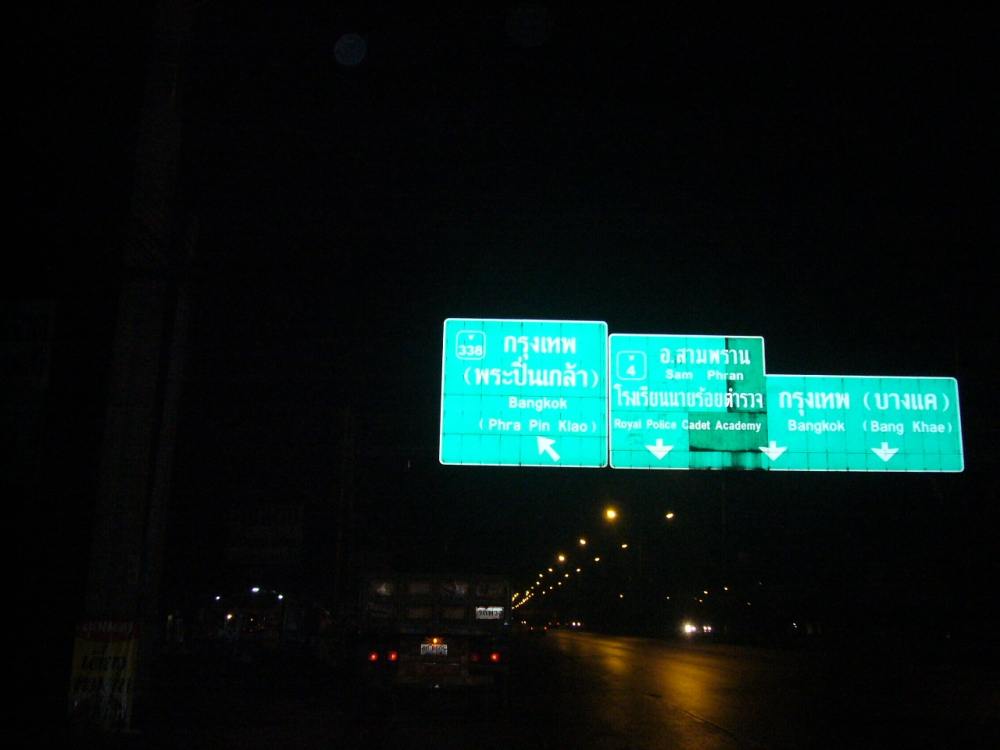 338
กรุงเทพ
(พระปิ่นเกล้า)
Bangkok
(Phra Pin Klao)
4
อ.สามพราน
Sam Phran
โรงเรียนนายร้อยตำรวจ
Royal Police Cadet Academy
กรุงเทพ (บางแค)
Bangkok (Bang Khae)